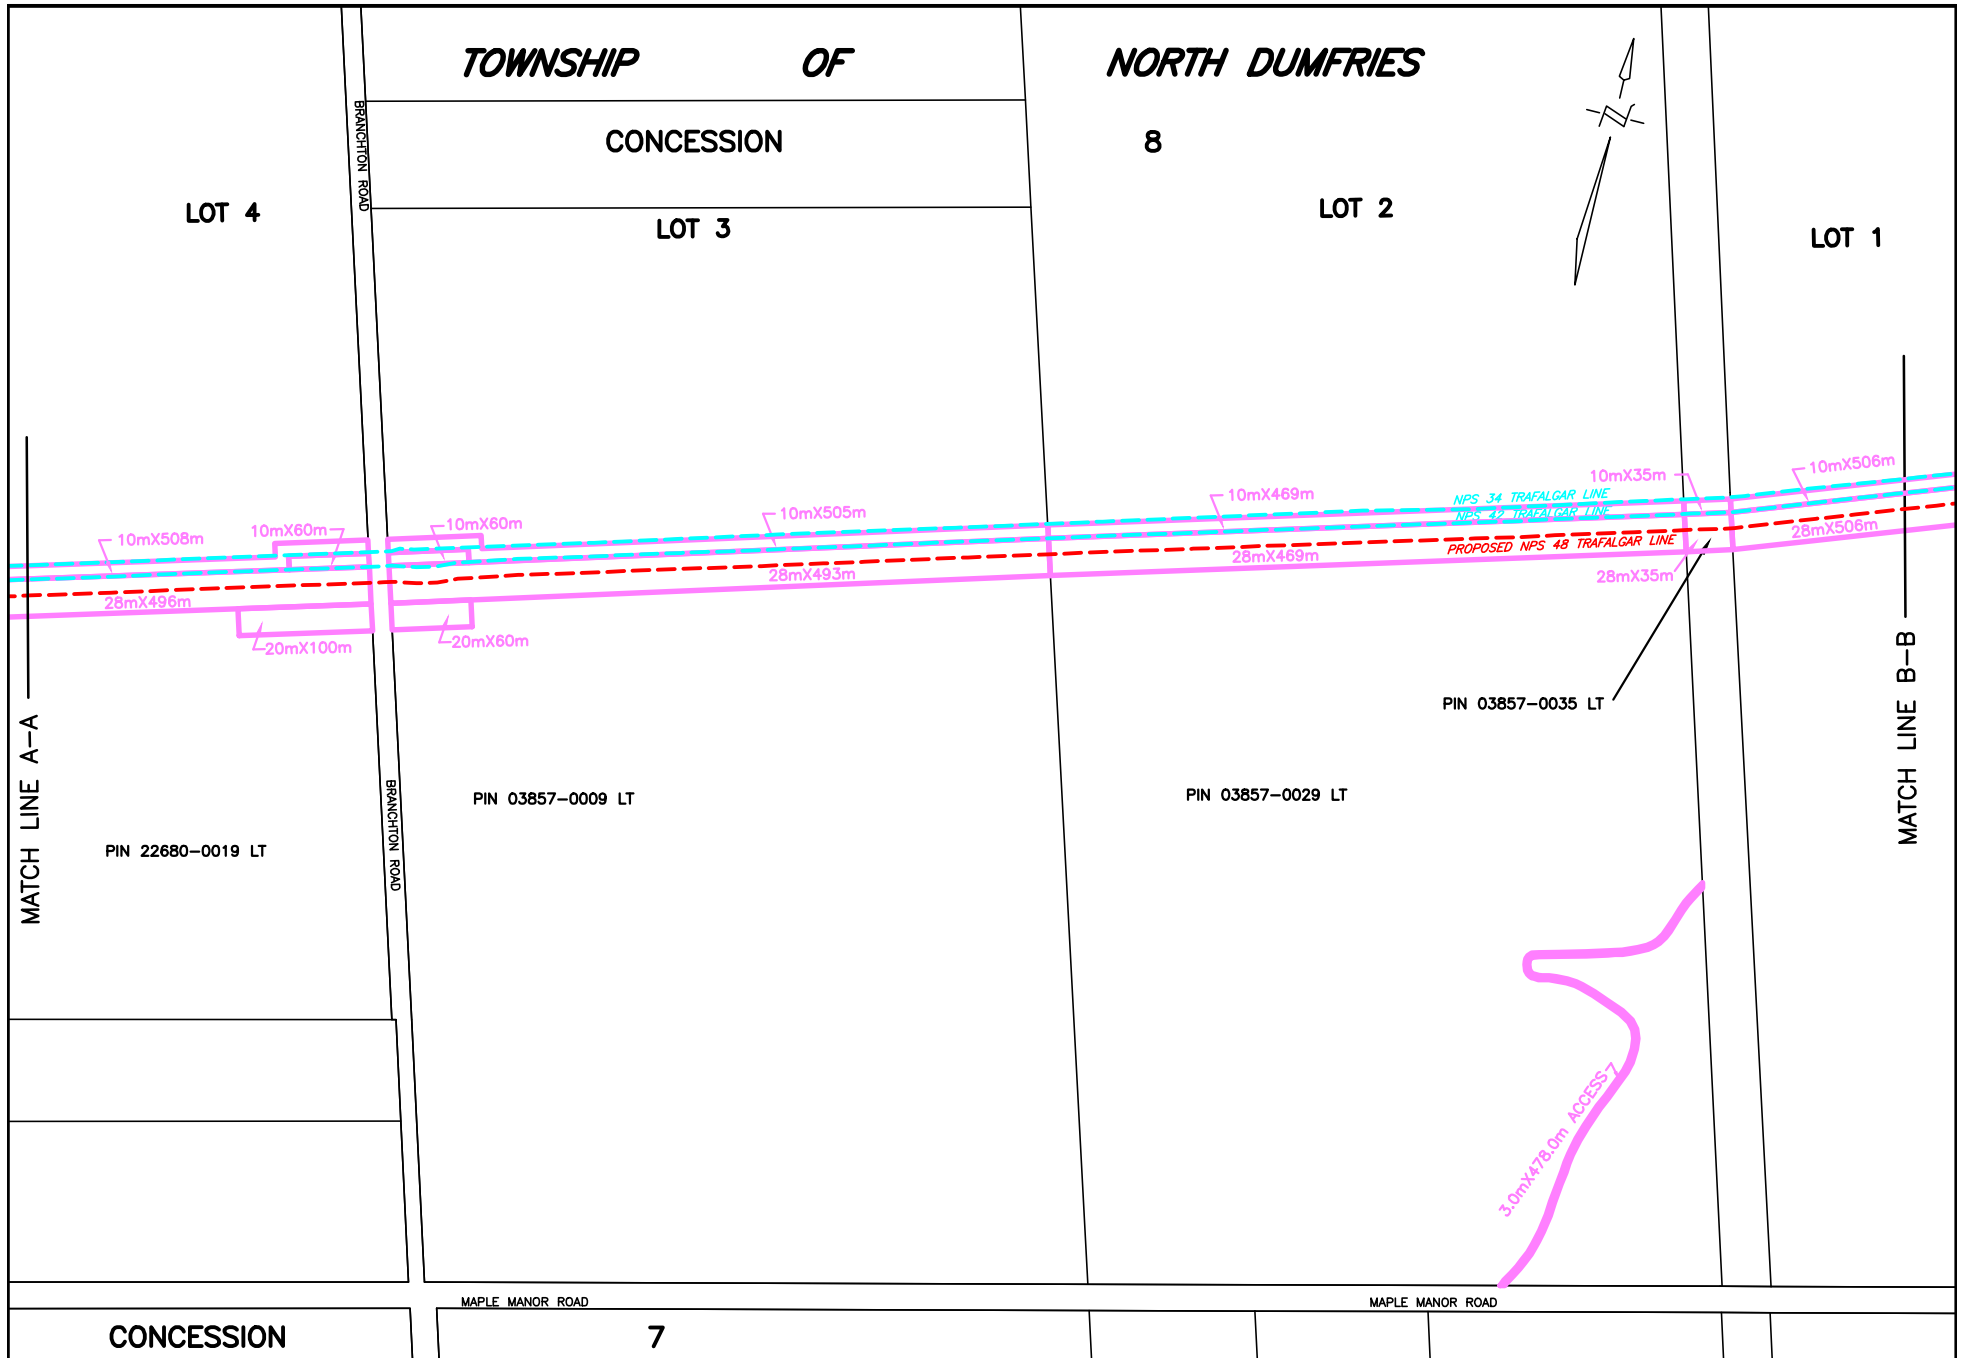 TOWNSHIP OF NORTH DUMFRIES
CONCESSION 8
BRANCHTON ROAD
LOT 4
LOT 3
LOT 2
LOT 1
10mX508m
10mX60m
10mX60m
10mX505m
10mX469m
NPS 34 TRAFALGAR LINE
NPS 42 TRAFALGAR LINE
PROPOSED NPS 48 TRAFALGAR LINE
10mX35m
10mX506m
28mX496m
28mX493m
28mX469m
28mX35m
28mX506m
20mX100m
20mX60m
PIN 03857-0035 LT
MATCH LINE A-A
MATCH LINE B-B
PIN 22680-0019 LT
BRANCHTON ROAD
PIN 03857-0009 LT
PIN 03857-0029 LT
3.0mX478.0m ACCESS
MAPLE MANOR ROAD
MAPLE MANOR ROAD
CONCESSION 7
N